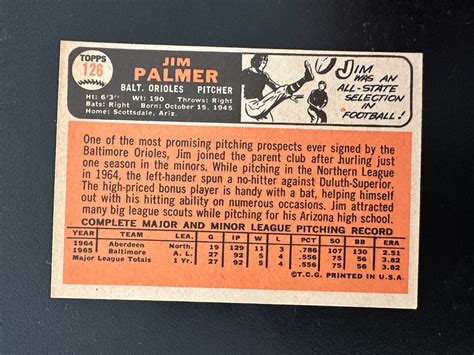 TOPPS
126
JIM
PALMER
BALT. ORIOLES PITCHER
Ht: 6'3" Wt: 190 Throws: Right
Bats: Right Born: October 15, 1945
Home: Scottsdale, Ariz.
JIM
WAS AN
ALL-STATE
SELECTION
IN
FOOTBALL!
One of the most promising pitching prospects ever signed by the
Baltimore Orioles, Jim joined the parent club after hurling just
one season in the minors. While pitching in the Northern League
in 1964, the left-hander spun a no-hitter against Duluth-Superior.
The high-priced bonus player is handy with a bat, helping himself
out with his hitting ability on numerous occasions. Jim attracted
many big league scouts while pitching for his Arizona high school.
COMPLETE MAJOR AND MINOR LEAGUE PITCHING RECORD
YEAR TEAM LEA. G IP W L PCT SO BB ERA
1964 Aberdeen North. 19 129 11 3 .786 107 130 2.51
1965 Baltimore A. L. 27 92 5 4 .556 75 56 3.82
Major League Totals 1 Yr. 27 92 5 4 .556 75 56 3.82
©T.C.G. PRINTED IN U.S.A.